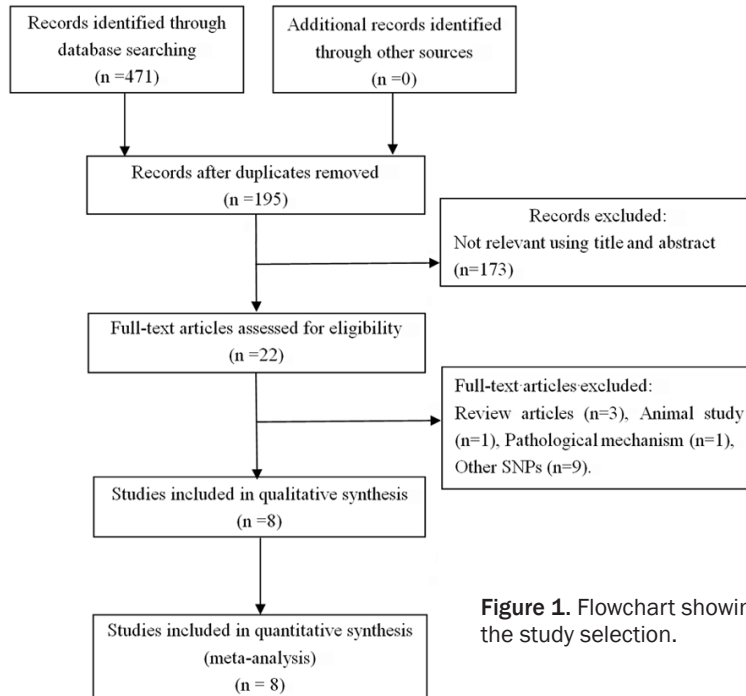 Records identified through
database searching
(n =471)
Additional records identified
through other sources
(n =0)
Records after duplicates removed
(n =195)
Records excluded:
Not relevant using title and abstract
(n=173)
Full-text articles assessed for eligibility
(n =22)
Full-text articles excluded:
Review articles (n=3), Animal study
(n=1), Pathological mechanism (n=1),
Other SNPs (n=9).
Studies included in qualitative synthesis
(n =8)
Studies included in quantitative synthesis
(meta-analysis)
(n = 8)
Figure 1. Flowchart showin
the study selection.